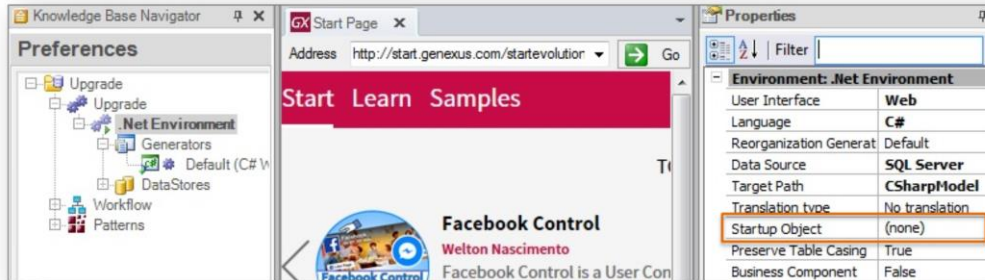 Knowledge Base Navigator
Preferences
Upgrade
Upgrade
.Net Environment
Generators
Default (C# W
DataStores
Workflow
Patterns
GX Start Page
Address http://start.genexus.com/startevolution Go
Start Learn Samples
Facebook Control
Welton Nascimento
Facebook Control is a User Con
Facebook Control
Properties
Filter
Environment: .Net Environment
User Interface Web
Language C#
Reorganization Generat Default
Data Source SQL Server
Target Path CSharpModel
Translation type No translation
Startup Object (none)
Preserve Table Casing True
Business Component False